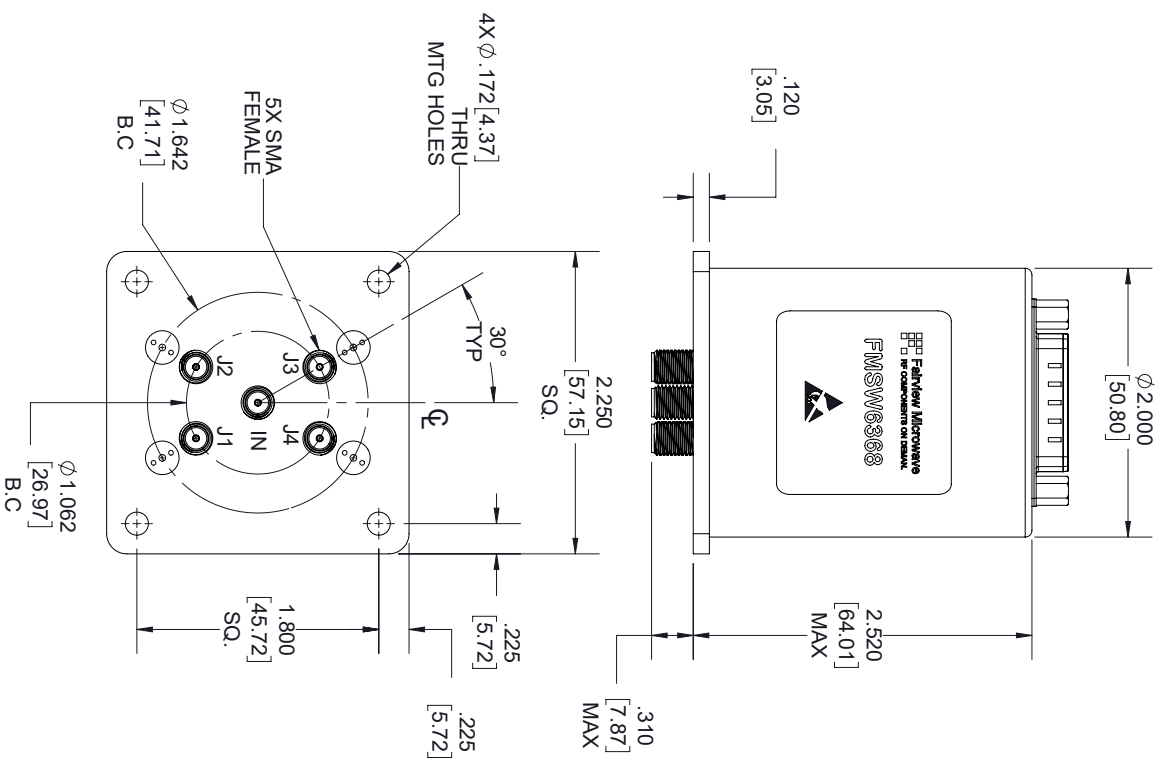 4X Ø .172 [4.37]
THRU
MTG HOLES
5X SMA
FEMALE
Ø 1.642
[41.71]
B.C
.120
[3.05]
Ø 2.000
[50.80]
Fairview Microwave
RF COMPONENTS ON DEMAN.
FMSW6368
2.520
[64.01]
MAX
.310
[7.87]
MAX
30°
TYP
2.250
[57.15]
SQ.
℄
J3
J2
IN
J4
J1
Ø 1.062
[26.97]
B.C
.225
[5.72]
1.800
[45.72]
SQ.
.225
[5.72]